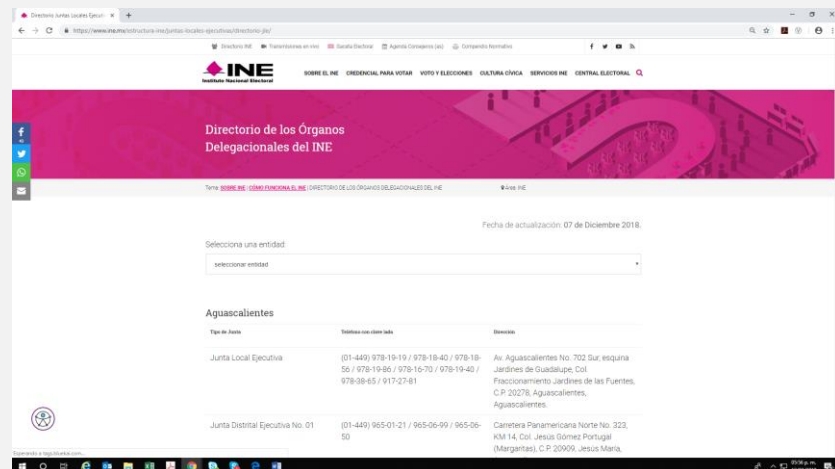 Directorio Juntas Locales Ejecuti
https://www.ine.mx/estructura-ine/juntas-locales-ejecutivas/directorio-jle/
Directorio INE Transmisiones en vivo Gaceta Electoral Agenda Consejeros (as) Compendio Normativo
INE
Instituto Nacional Electoral
SOBRE EL INE CREDENCIAL PARA VOTAR VOTO Y ELECCIONES CULTURA CÍVICA SERVICIOS INE CENTRAL ELECTORAL
Directorio de los Órganos
Delegacionales del INE
Tema: SOBRE INE | CÓMO FUNCIONA EL INE | DIRECTORIO DE LOS ÓRGANOS DELEGACIONALES DEL INE Área: INE
Fecha de actualización: 07 de Diciembre 2018.
Selecciona una entidad:
seleccionar entidad
Aguascalientes
Tipo de Junta Teléfono con clave lada Dirección
Junta Local Ejecutiva (01-449) 978-19-19 / 978-18-40 / 978-18- Av. Aguascalientes No. 702 Sur, esquina
56 / 978-19-86 / 978-16-70 / 978-19-40 / Jardines de Guadalupe, Col.
978-38-65 / 917-27-81 Fraccionamiento Jardines de las Fuentes,
C.P. 20278, Aguascalientes,
Aguascalientes.
Junta Distrital Ejecutiva No. 01 (01-449) 965-01-21 / 965-06-99 / 965-06- Carretera Panamericana Norte No. 323,
50 KM 14, Col. Jesús Gómez Portugal
(Margaritas), C.P. 20909, Jesús María,